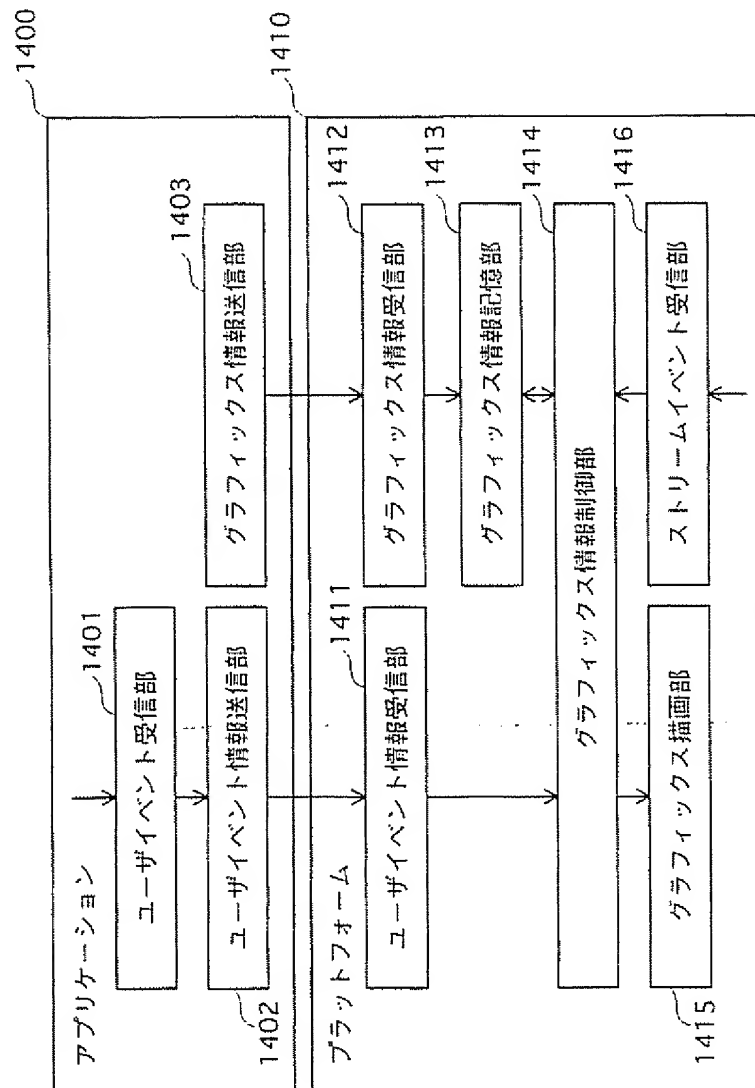 1400
アプリケーション
1401
ユーザイベント受信部
1402
ユーザイベント情報送信部
1403
グラフィックス情報送信部
1410
プラットフォーム
1411
ユーザイベント情報受信部
1412
グラフィックス情報受信部
1413
グラフィックス情報記憶部
1414
グラフィックス情報制御部
1415
グラフィックス描画部
1416
ストリームイベント受信部